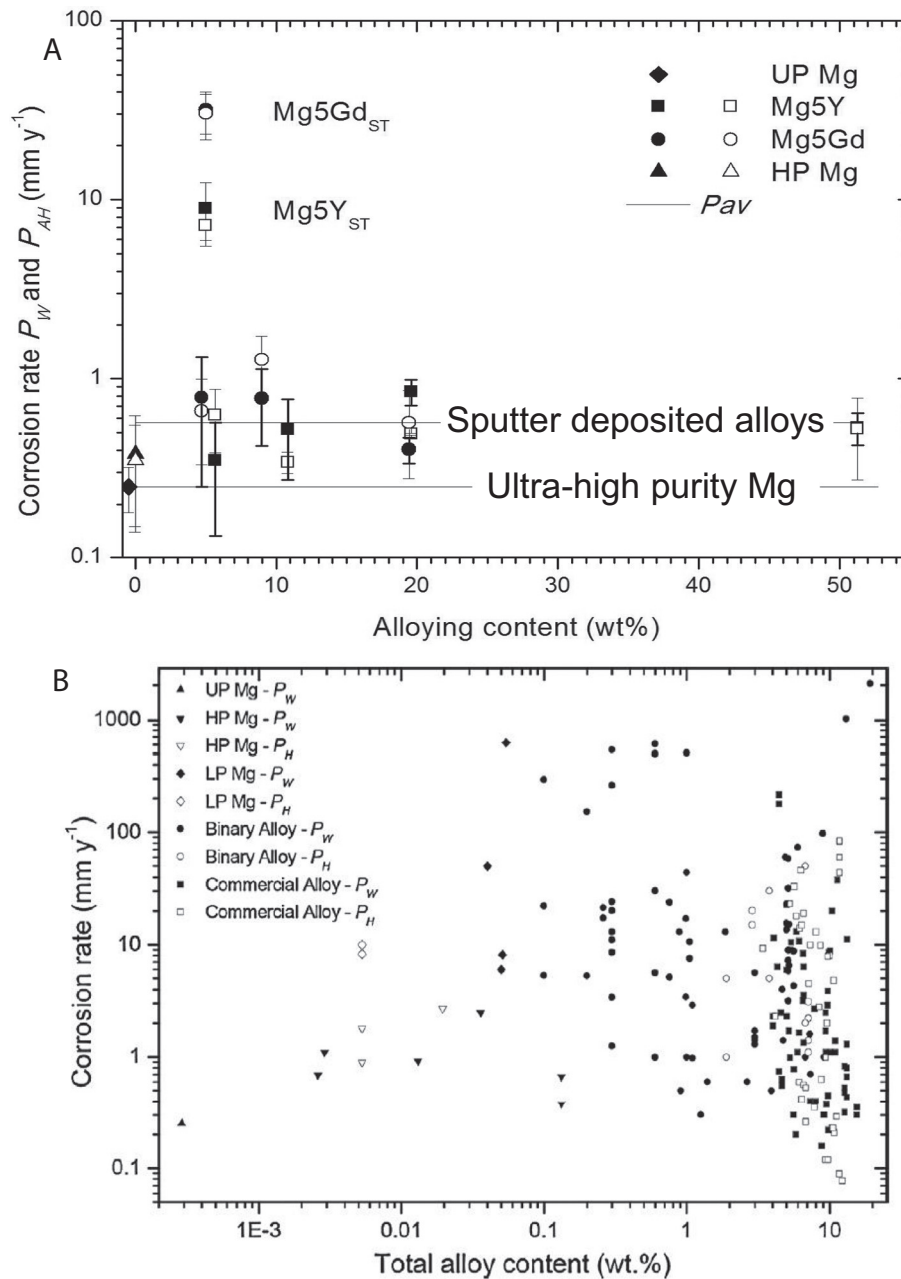 A
100
10
1
0.1
Corrosion rate P_W and P_AH (mm y⁻¹)
Mg5Gd_ST
Mg5Y_ST
UP Mg
Mg5Y
Mg5Gd
HP Mg
Pav
Sputter deposited alloys
Ultra-high purity Mg
0 10 20 30 40 50
Alloying content (wt%)
B
UP Mg - P_W
HP Mg - P_W
HP Mg - P_H
LP Mg - P_W
LP Mg - P_H
Binary Alloy - P_W
Binary Alloy - P_H
Commercial Alloy - P_W
Commercial Alloy - P_H
1000
100
10
1
0.1
Corrosion rate (mm y⁻¹)
1E-3 0.01 0.1 1 10
Total alloy content (wt.%)